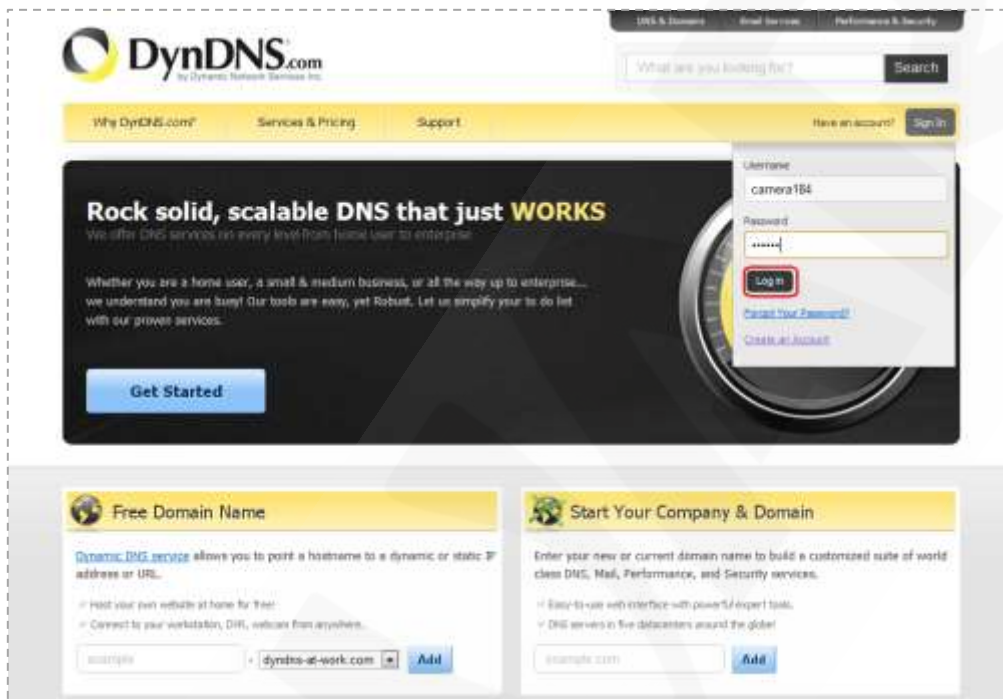 DNS & Domains Email Services Performance & Security
DynDNS.com
by Dynamic Network Services Inc.
What are you looking for? Search
Why DynDNS.com? Services & Pricing Support Have an account? Sign In
Username
camera184
Password
Log in
Forgot Your Password?
Create an Account
Rock solid, scalable DNS that just WORKS
We offer DNS services on every level from home user to enterprise
Whether you are a home user, a small & medium business, or all the way up to enterprise...
we understand you are busy! Our tools are easy, yet Robust. Let us simplify your to do list
with our proven services.
Get Started
Free Domain Name
Dynamic DNS service allows you to point a hostname to a dynamic or static IP
address or URL.
Host your own website at home for free!
Connect to your workstation, DVR, webcam from anywhere.
example . dyndns-at-work.com Add
Start Your Company & Domain
Enter your new or current domain name to build a customized suite of world
class DNS, Mail, Performance, and Security services.
Easy-to-use web interface with powerful expert tools.
DNS servers in five datacenters around the globe!
example.com Add